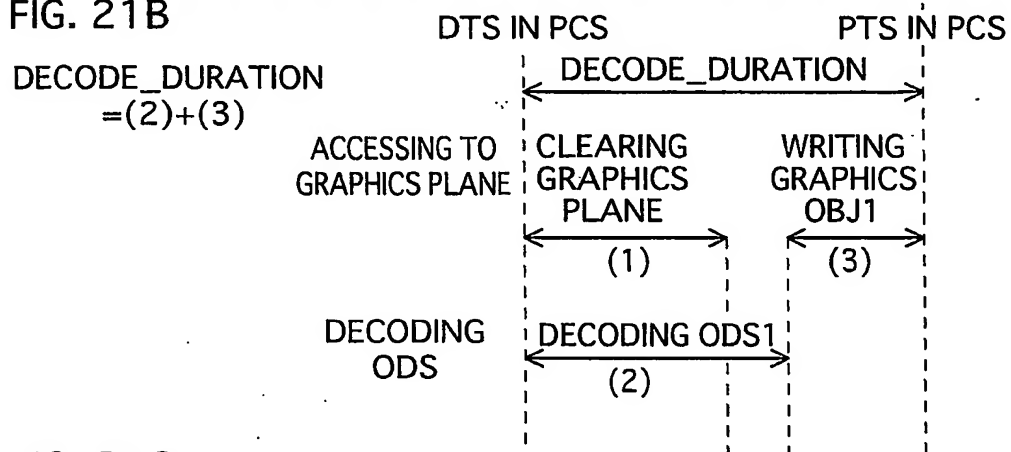 FIG. 21B
DTS IN PCS
PTS IN PCS
DECODE_DURATION
=(2)+(3)
DECODE_DURATION
ACCESSING TO
GRAPHICS PLANE
CLEARING
GRAPHICS
PLANE
WRITING
GRAPHICS
OBJ1
(1)
(3)
DECODING
ODS
DECODING ODS1
(2)